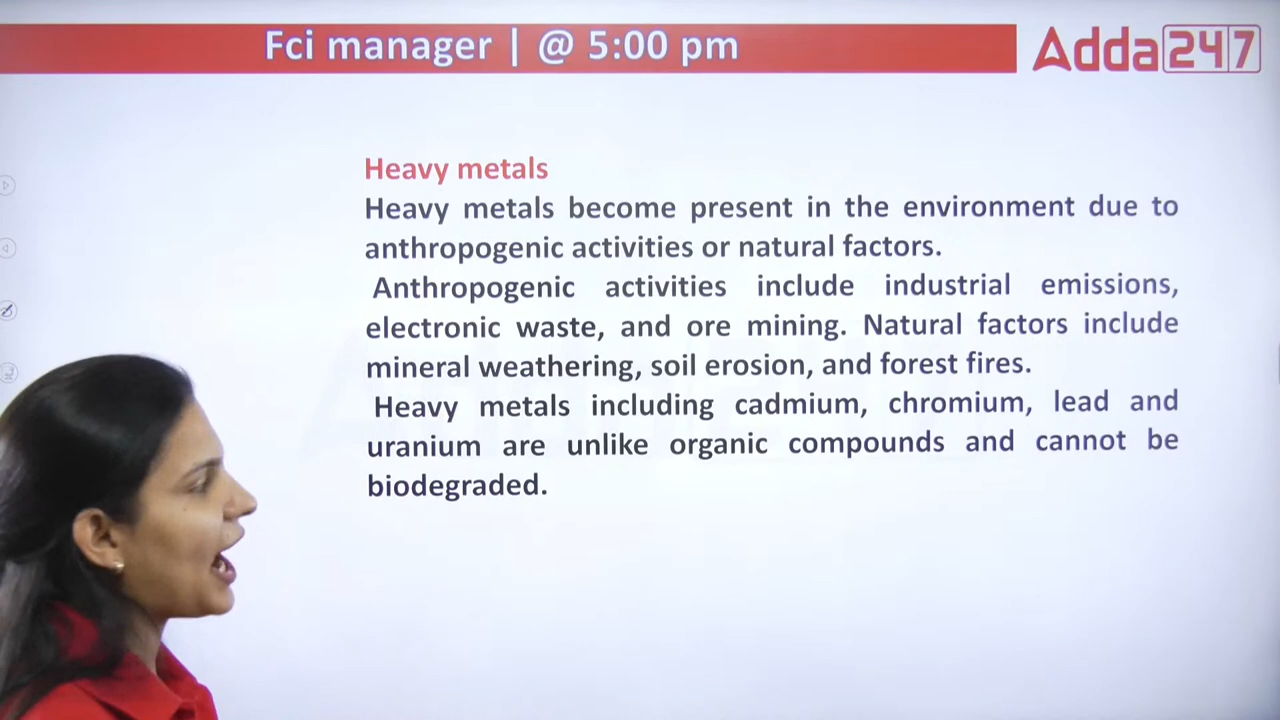 Fci manager | @ 5:00 pm
Adda247
Heavy metals
Heavy metals become present in the environment due to
anthropogenic activities or natural factors.
Anthropogenic activities include industrial emissions,
electronic waste, and ore mining. Natural factors include
mineral weathering, soil erosion, and forest fires.
Heavy metals including cadmium, chromium, lead and
uranium are unlike organic compounds and cannot be
biodegraded.